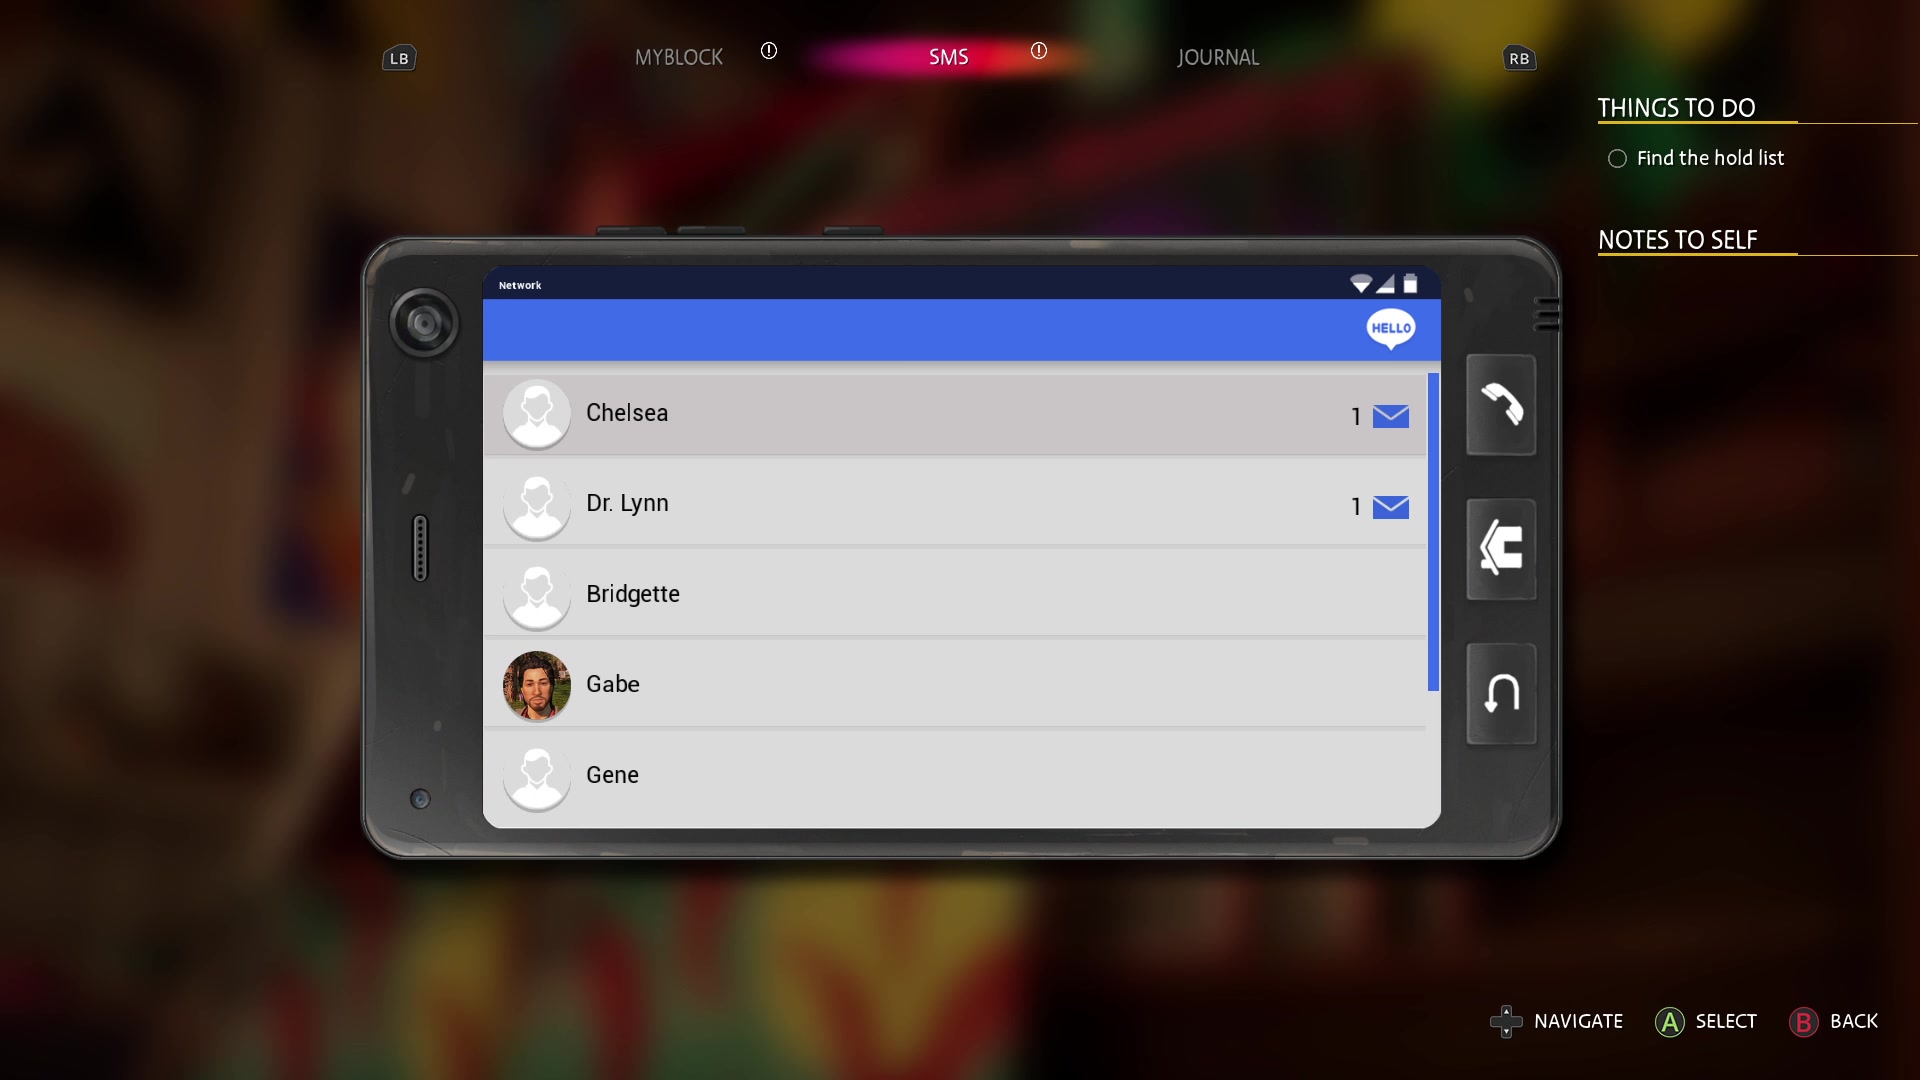 LB
MYBLOCK
!
SMS
!
JOURNAL
RB
THINGS TO DO
Find the hold list
NOTES TO SELF
Network
HELLO
Chelsea
1
Dr. Lynn
1
Bridgette
Gabe
Gene
NAVIGATE
A SELECT
B BACK